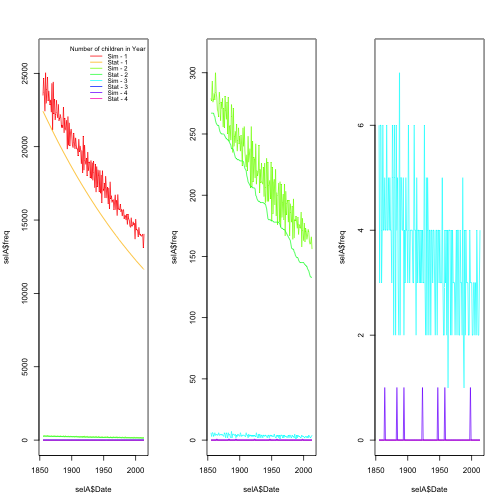 Number of children in Year
Sim - 1
Stat - 1
Sim - 2
Stat - 2
Sim - 3
Stat - 3
Sim - 4
Stat - 4
selA$freq
0
5000
10000
15000
20000
25000
1850
1900
1950
2000
selA$Date
selA$freq
0
50
100
150
200
250
300
1850
1900
1950
2000
selA$Date
selA$freq
0
2
4
6
1850
1900
1950
2000
selA$Date